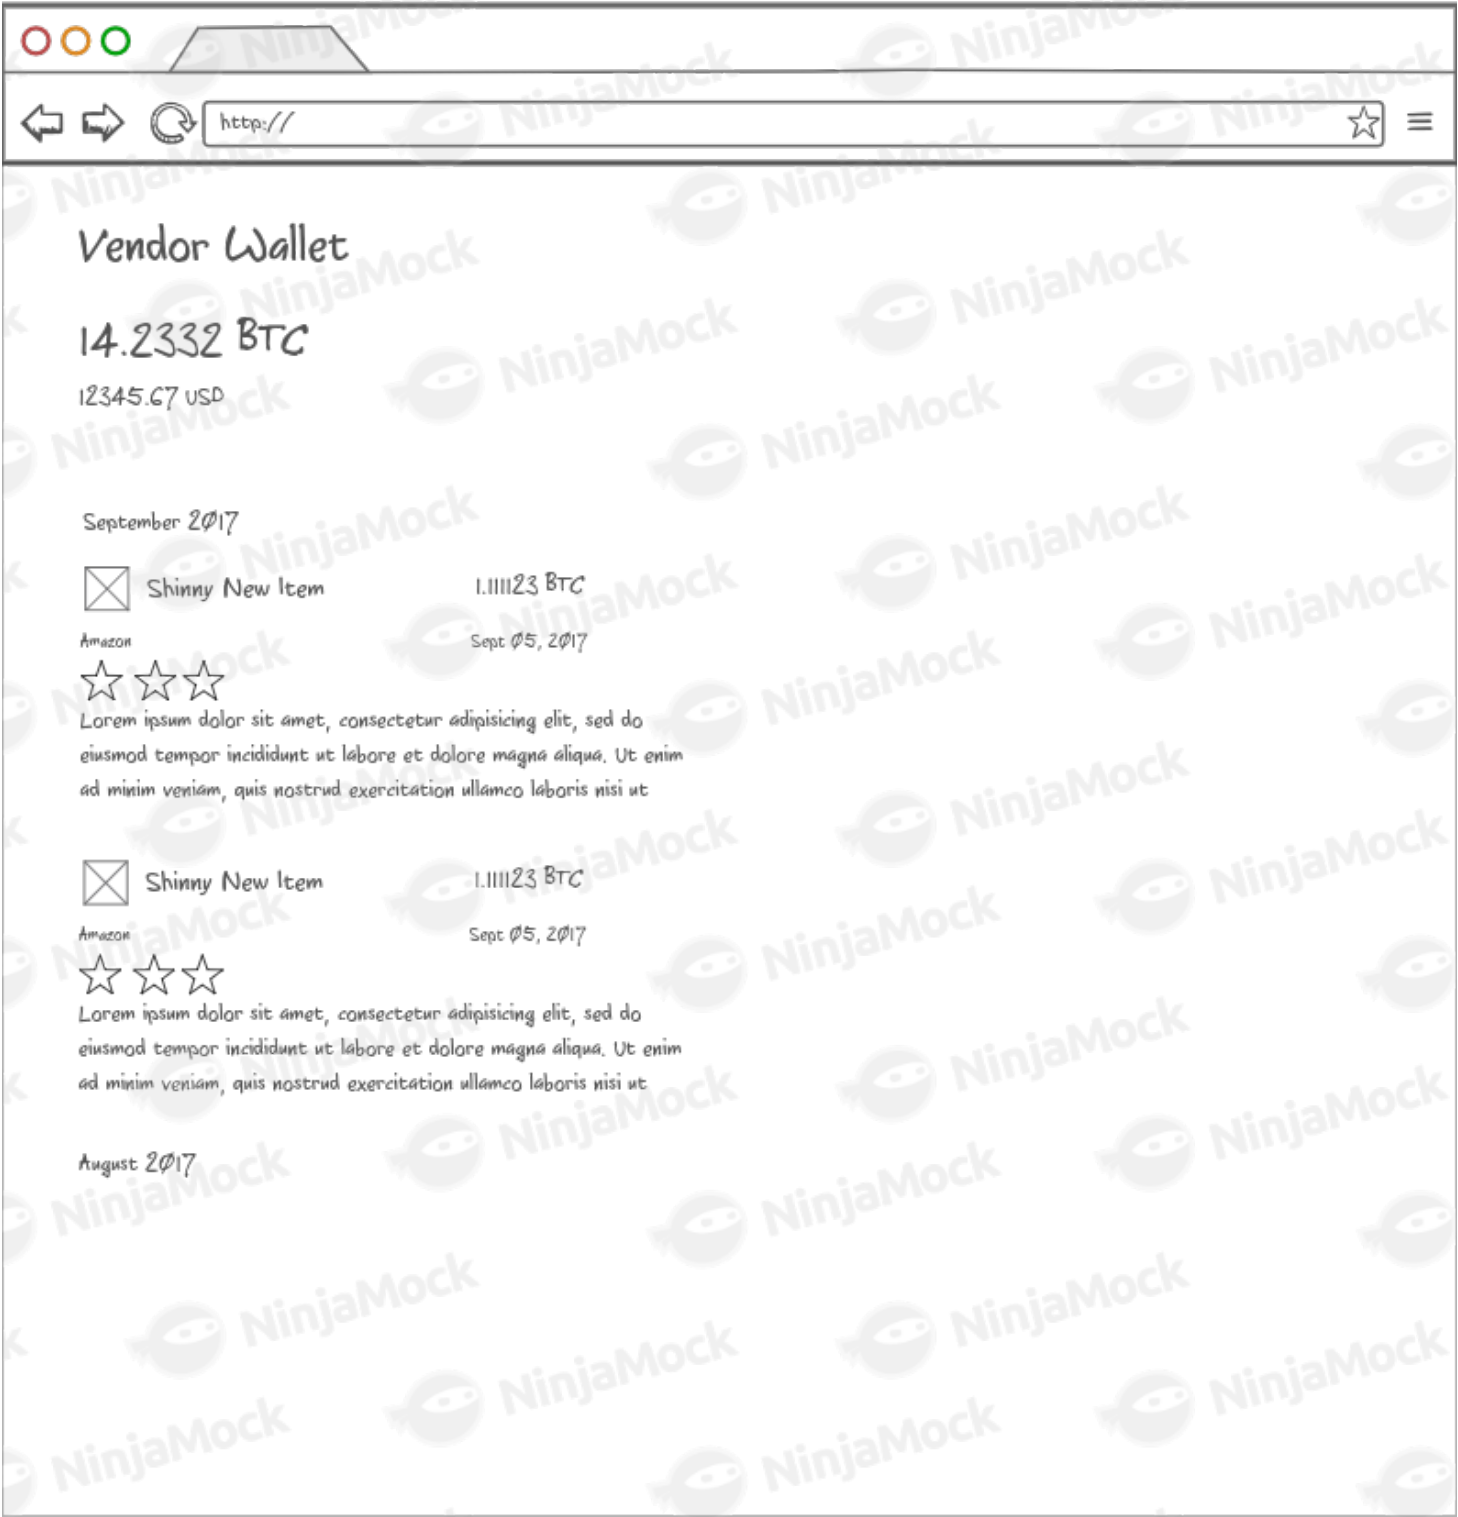 http://
Vendor Wallet
14.2332 BTC
12345.67 USD
September 2017
Shinny New Item 1.111123 BTC
Amazon Sept 05, 2017
Lorem ipsum dolor sit amet, consectetur adipisicing elit, sed do
eiusmod tempor incididunt ut labore et dolore magna aliqua. Ut enim
ad minim veniam, quis nostrud exercitation ullamco laboris nisi ut
Shinny New Item 1.111123 BTC
Amazon Sept 05, 2017
Lorem ipsum dolor sit amet, consectetur adipisicing elit, sed do
eiusmod tempor incididunt ut labore et dolore magna aliqua. Ut enim
ad minim veniam, quis nostrud exercitation ullamco laboris nisi ut
August 2017
NinjaMock